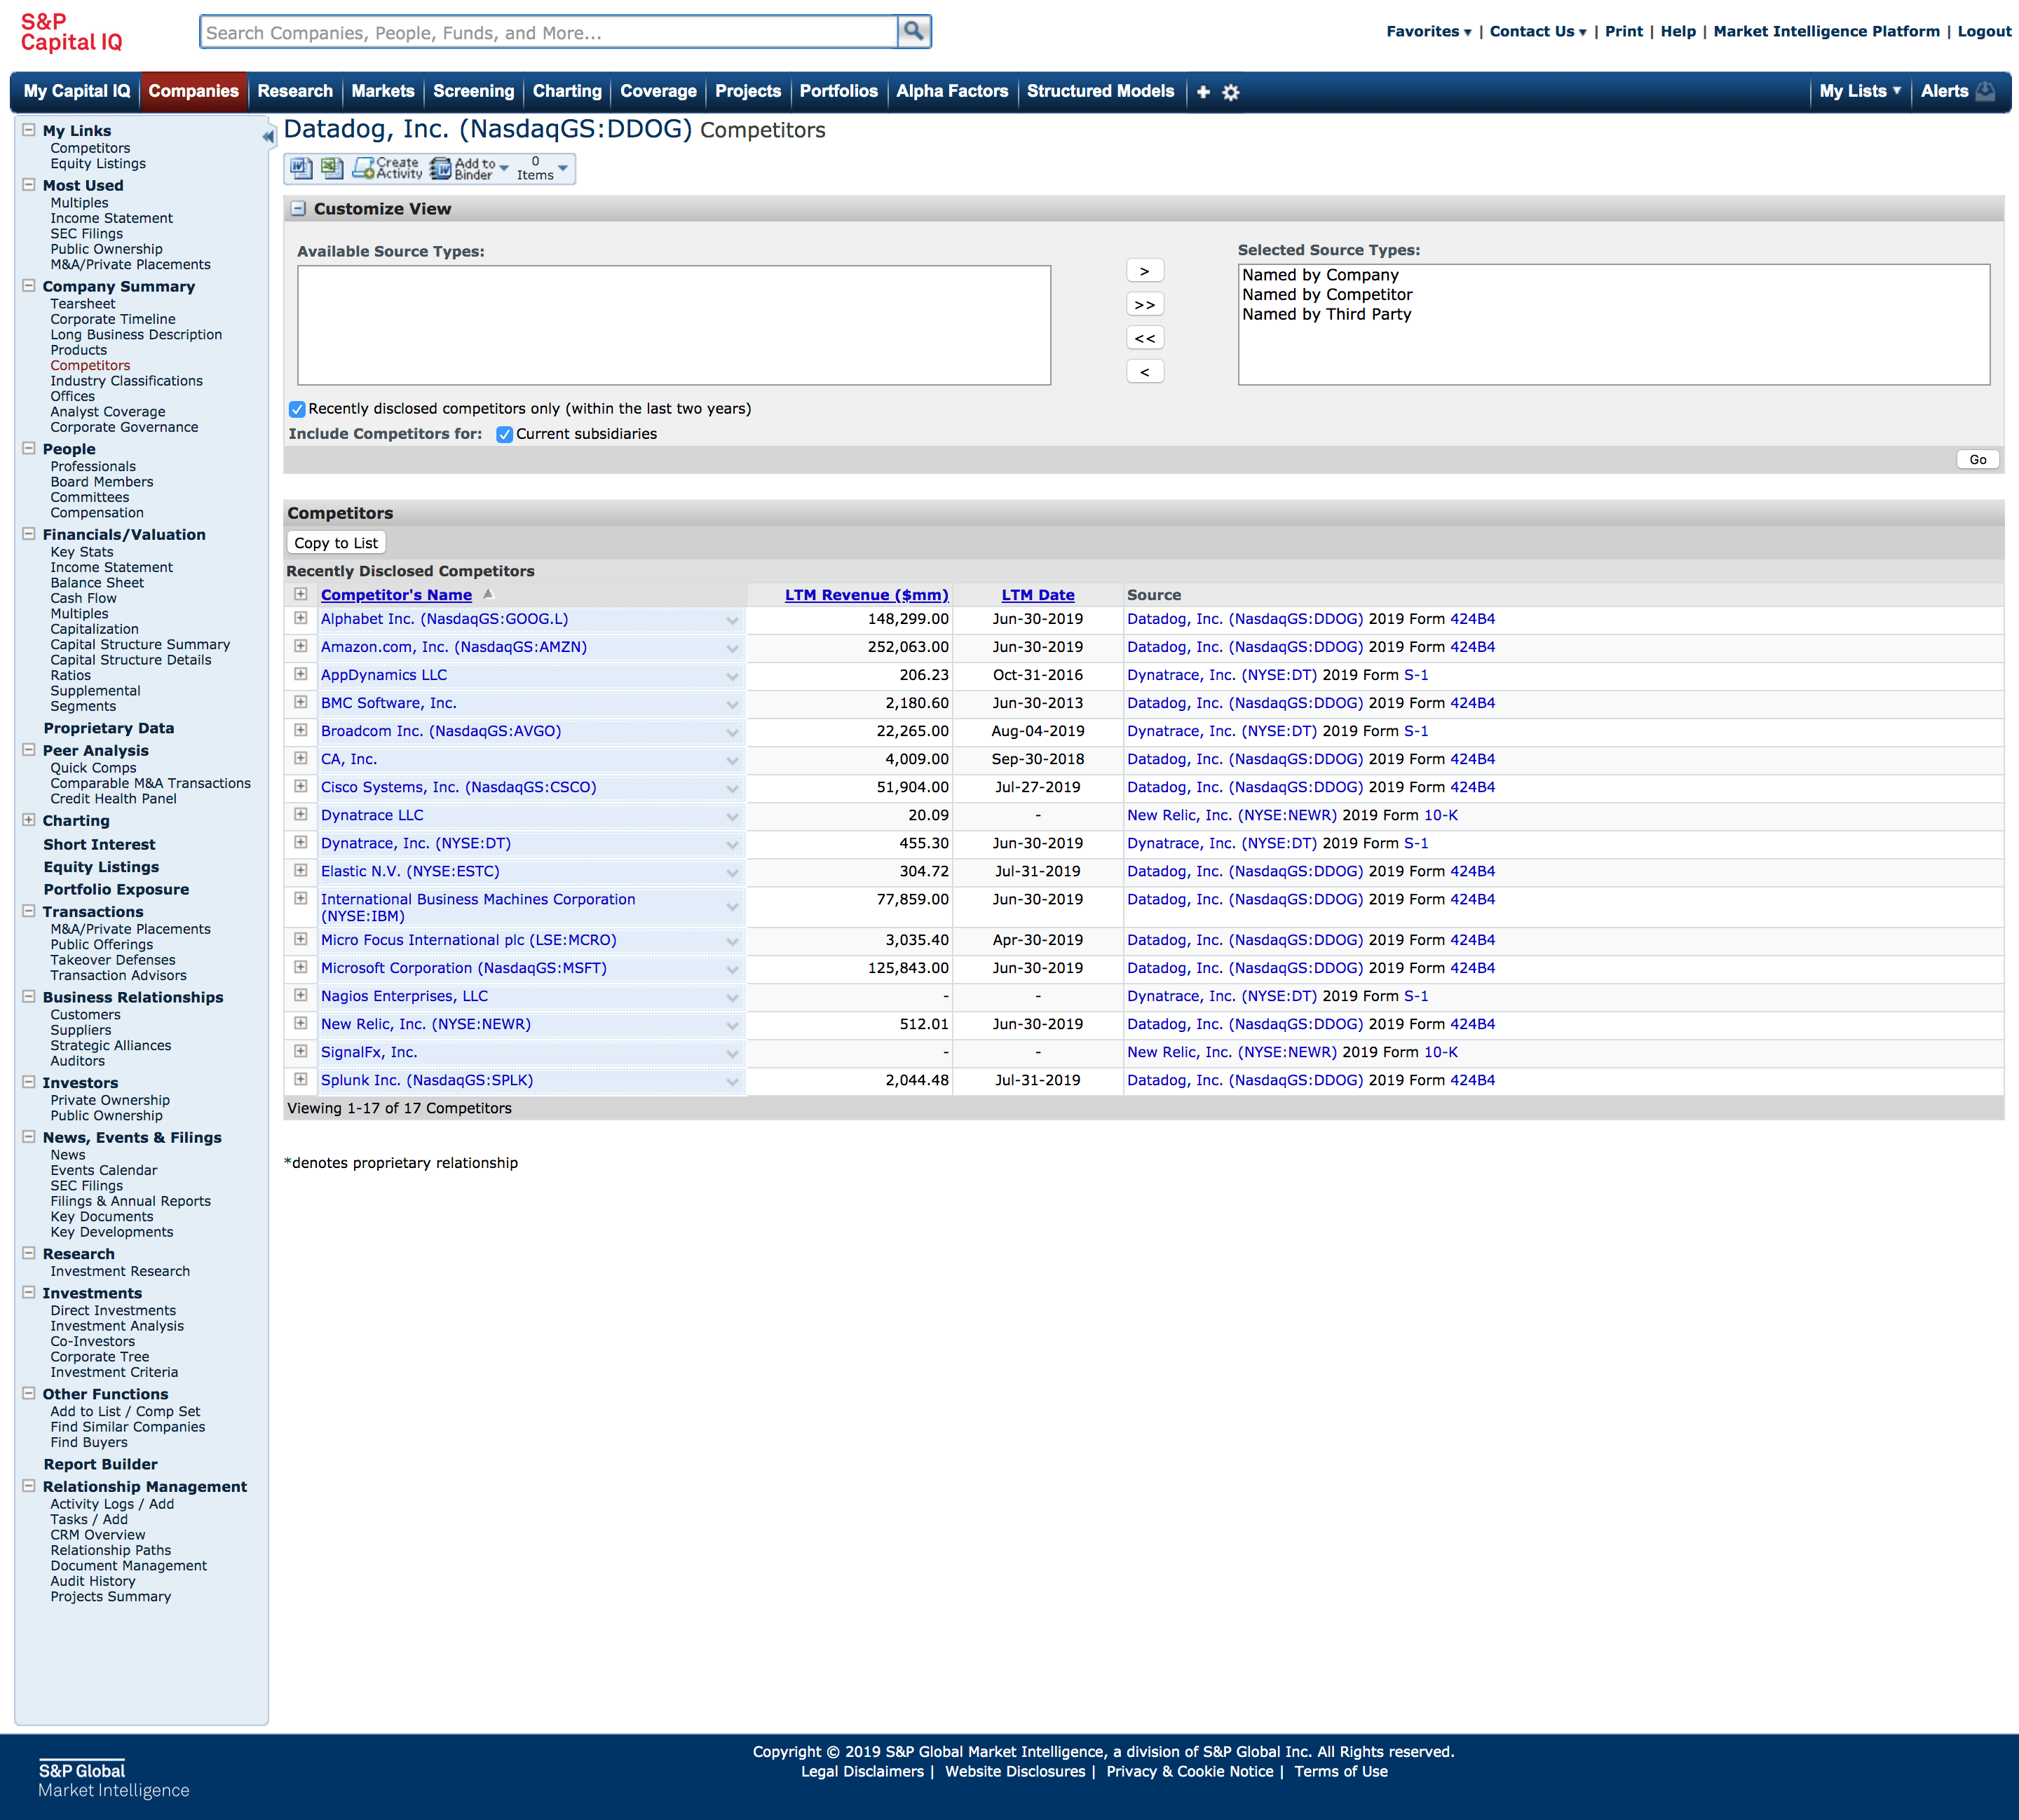 S&P
Capital IQ
Search Companies, People, Funds, and More...
Favorites | Contact Us | Print | Help | Market Intelligence Platform | Logout
My Capital IQ Companies Research Markets Screening Charting Coverage Projects Portfolios Alpha Factors Structured Models My Lists Alerts
My Links
Competitors
Equity Listings
Most Used
Multiples
Income Statement
SEC Filings
Public Ownership
M&A/Private Placements
Company Summary
Tearsheet
Corporate Timeline
Long Business Description
Products
Competitors
Industry Classifications
Offices
Analyst Coverage
Corporate Governance
People
Professionals
Board Members
Committees
Compensation
Financials/Valuation
Key Stats
Income Statement
Balance Sheet
Cash Flow
Multiples
Capitalization
Capital Structure Summary
Capital Structure Details
Ratios
Supplemental
Segments
Proprietary Data
Peer Analysis
Quick Comps
Comparable M&A Transactions
Credit Health Panel
Charting
Short Interest
Equity Listings
Portfolio Exposure
Transactions
M&A/Private Placements
Public Offerings
Takeover Defenses
Transaction Advisors
Business Relationships
Customers
Suppliers
Strategic Alliances
Auditors
Investors
Private Ownership
Public Ownership
News, Events & Filings
News
Events Calendar
SEC Filings
Filings & Annual Reports
Key Documents
Key Developments
Research
Investment Research
Investments
Direct Investments
Investment Analysis
Co-Investors
Corporate Tree
Investment Criteria
Other Functions
Add to List / Comp Set
Find Similar Companies
Find Buyers
Report Builder
Relationship Management
Activity Logs / Add
Tasks / Add
CRM Overview
Relationship Paths
Document Management
Audit History
Projects Summary
Datadog, Inc. (NasdaqGS:DDOG) Competitors
Create Activity Add to Binder 0 Items
Customize View
Available Source Types:
>
>>
<<
<
Selected Source Types:
Named by Company
Named by Competitor
Named by Third Party
Recently disclosed competitors only (within the last two years)
Include Competitors for: Current subsidiaries
Go
Competitors
Copy to List
Recently Disclosed Competitors
Competitor's Name LTM Revenue ($mm) LTM Date Source
Alphabet Inc. (NasdaqGS:GOOG.L) 148,299.00 Jun-30-2019 Datadog, Inc. (NasdaqGS:DDOG) 2019 Form 424B4
Amazon.com, Inc. (NasdaqGS:AMZN) 252,063.00 Jun-30-2019 Datadog, Inc. (NasdaqGS:DDOG) 2019 Form 424B4
AppDynamics LLC 206.23 Oct-31-2016 Dynatrace, Inc. (NYSE:DT) 2019 Form S-1
BMC Software, Inc. 2,180.60 Jun-30-2013 Datadog, Inc. (NasdaqGS:DDOG) 2019 Form 424B4
Broadcom Inc. (NasdaqGS:AVGO) 22,265.00 Aug-04-2019 Dynatrace, Inc. (NYSE:DT) 2019 Form S-1
CA, Inc. 4,009.00 Sep-30-2018 Datadog, Inc. (NasdaqGS:DDOG) 2019 Form 424B4
Cisco Systems, Inc. (NasdaqGS:CSCO) 51,904.00 Jul-27-2019 Datadog, Inc. (NasdaqGS:DDOG) 2019 Form 424B4
Dynatrace LLC 20.09 - New Relic, Inc. (NYSE:NEWR) 2019 Form 10-K
Dynatrace, Inc. (NYSE:DT) 455.30 Jun-30-2019 Dynatrace, Inc. (NYSE:DT) 2019 Form S-1
Elastic N.V. (NYSE:ESTC) 304.72 Jul-31-2019 Datadog, Inc. (NasdaqGS:DDOG) 2019 Form 424B4
International Business Machines Corporation 77,859.00 Jun-30-2019 Datadog, Inc. (NasdaqGS:DDOG) 2019 Form 424B4
(NYSE:IBM)
Micro Focus International plc (LSE:MCRO) 3,035.40 Apr-30-2019 Datadog, Inc. (NasdaqGS:DDOG) 2019 Form 424B4
Microsoft Corporation (NasdaqGS:MSFT) 125,843.00 Jun-30-2019 Datadog, Inc. (NasdaqGS:DDOG) 2019 Form 424B4
Nagios Enterprises, LLC - - Dynatrace, Inc. (NYSE:DT) 2019 Form S-1
New Relic, Inc. (NYSE:NEWR) 512.01 Jun-30-2019 Datadog, Inc. (NasdaqGS:DDOG) 2019 Form 424B4
SignalFx, Inc. - - New Relic, Inc. (NYSE:NEWR) 2019 Form 10-K
Splunk Inc. (NasdaqGS:SPLK) 2,044.48 Jul-31-2019 Datadog, Inc. (NasdaqGS:DDOG) 2019 Form 424B4
Viewing 1-17 of 17 Competitors
*denotes proprietary relationship
S&P Global
Market Intelligence
Copyright © 2019 S&P Global Market Intelligence, a division of S&P Global Inc. All Rights reserved.
Legal Disclaimers | Website Disclosures | Privacy & Cookie Notice | Terms of Use